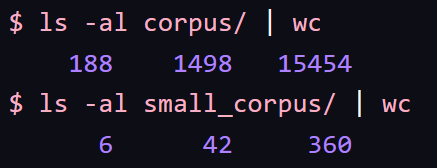 $ ls -al corpus/ | wc
    188    1498   15454
$ ls -al small_corpus/ | wc
      6      42     360